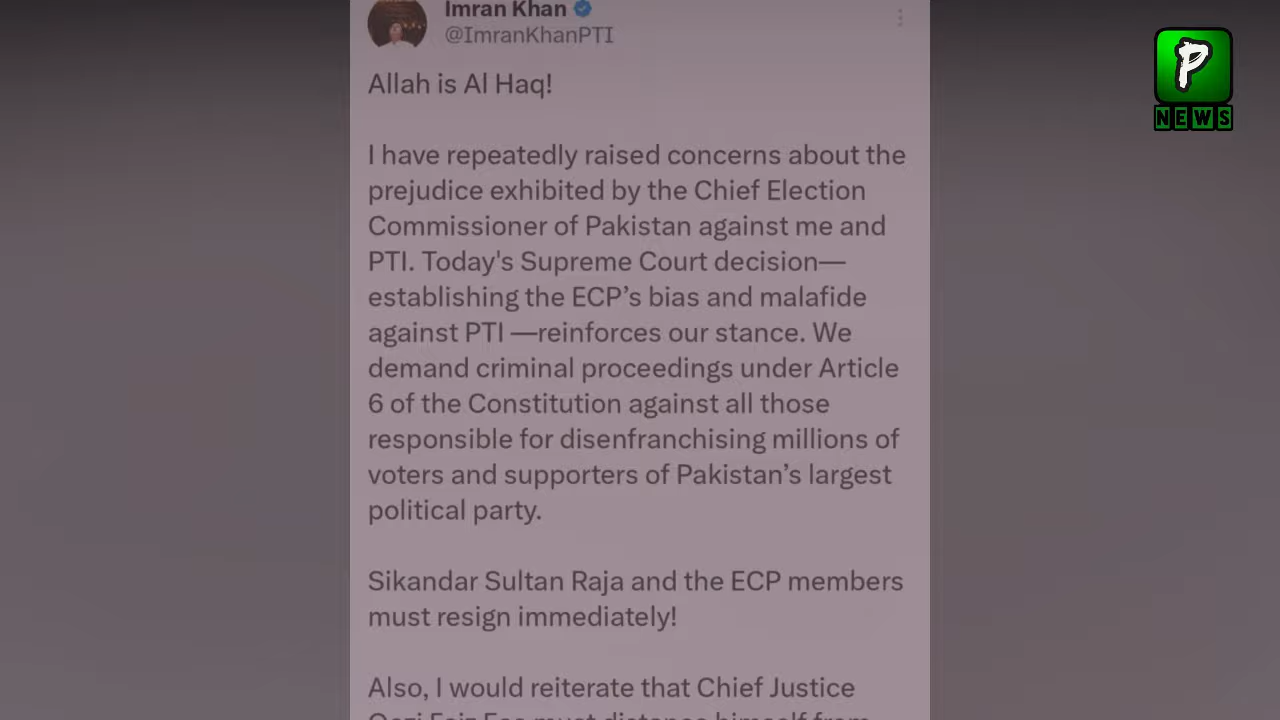 Imran Khan
@ImranKhanPTI
P
NEWS
Allah is Al Haq!
I have repeatedly raised concerns about the
prejudice exhibited by the Chief Election
Commissioner of Pakistan against me and
PTI. Today's Supreme Court decision—
establishing the ECP’s bias and malafide
against PTI —reinforces our stance. We
demand criminal proceedings under Article
6 of the Constitution against all those
responsible for disenfranchising millions of
voters and supporters of Pakistan’s largest
political party.
Sikandar Sultan Raja and the ECP members
must resign immediately!
Also, I would reiterate that Chief Justice
must distance himself from